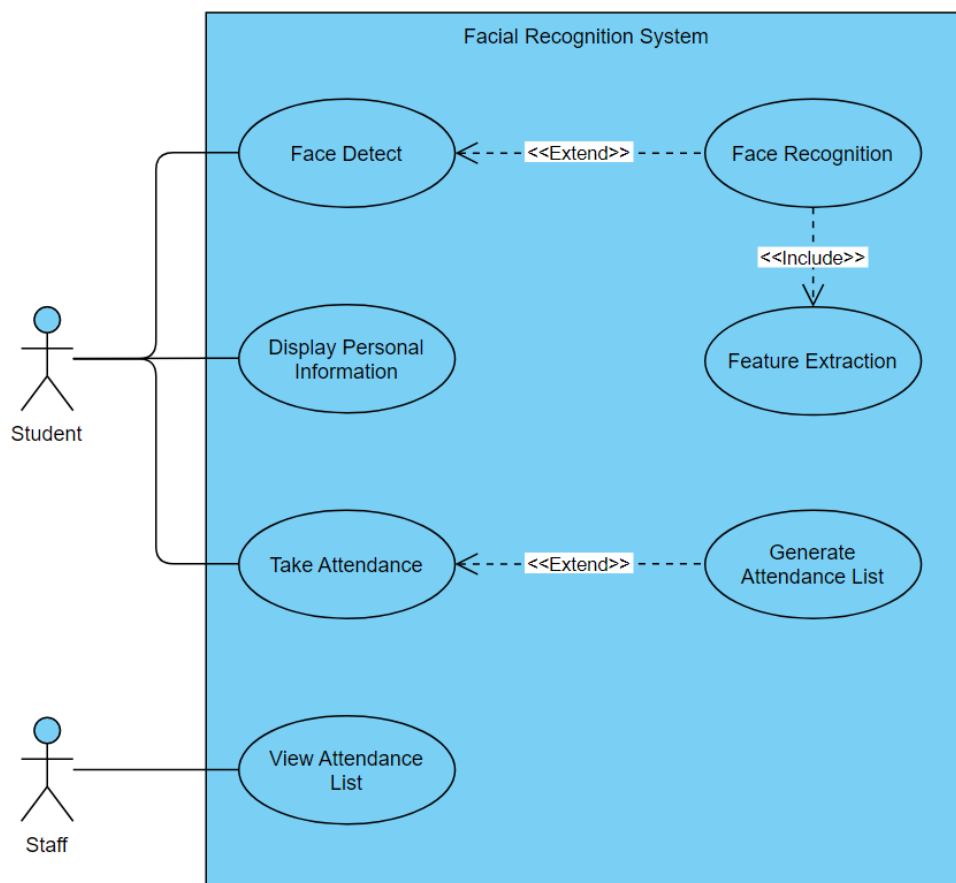 Facial Recognition System
Face Detect
<<Extend>>
Face Recognition
<<Include>>
Display Personal
Information
Feature Extraction
Student
Take Attendance
<<Extend>>
Generate
Attendance List
View Attendance
List
Staff